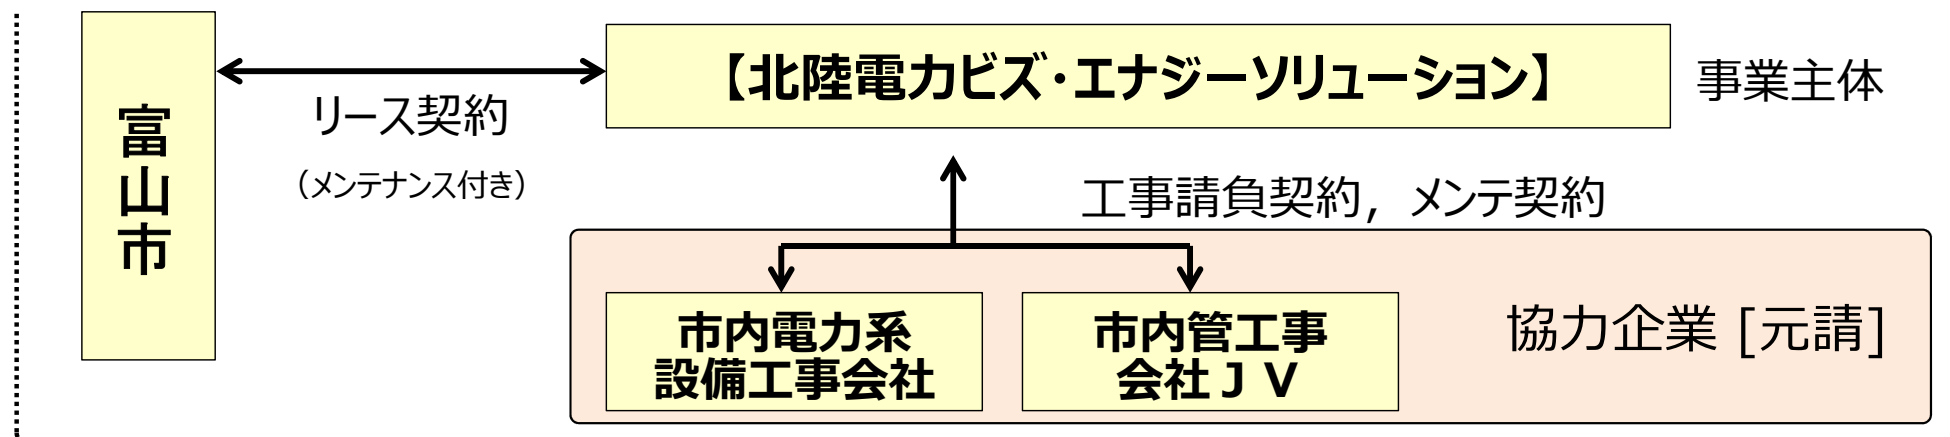 富山市
リース契約
（メンテナンス付き）
【北陸電力ビズ・エナジーソリューション】
事業主体
工事請負契約，メンテ契約
市内電力系
設備工事会社
市内管工事
会社ＪＶ
協力企業 [元請]